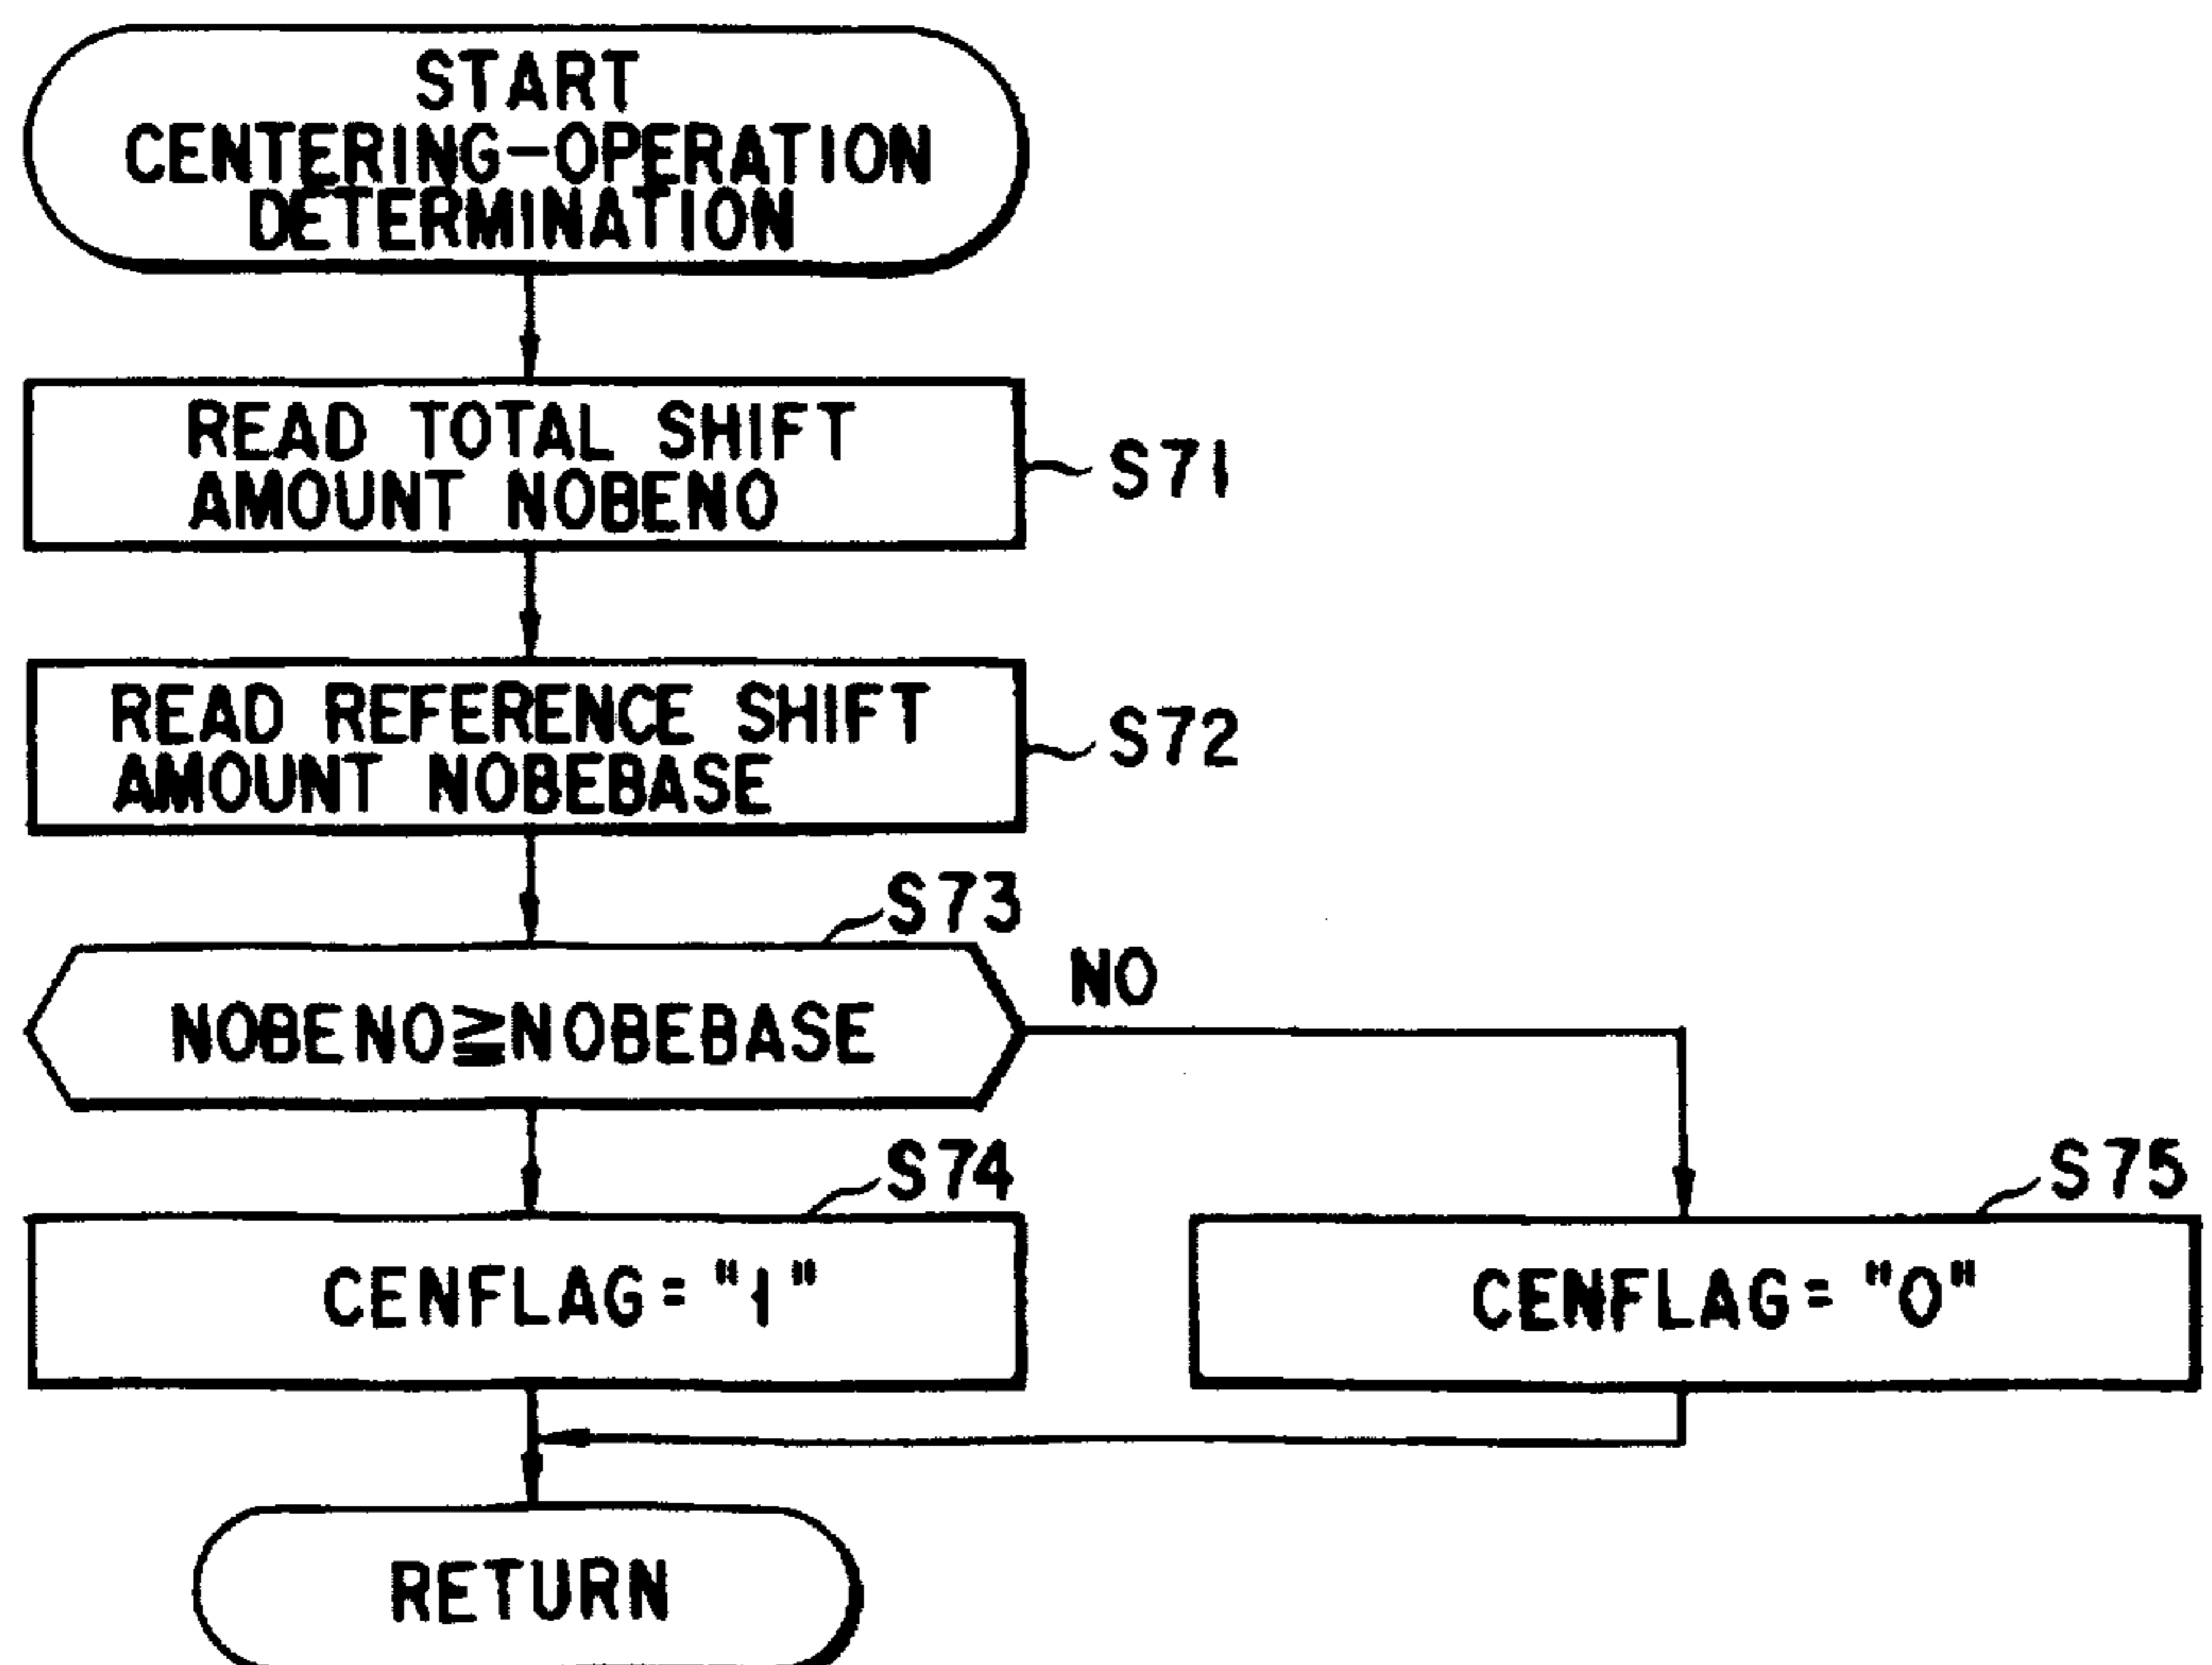 START
CENTERING-OPERATION
DETERMINATION
READ TOTAL SHIFT
AMOUNT NOBENO
S71
READ REFERENCE SHIFT
AMOUNT NOBEBASE
S72
S73
NOBENO≧NOBEBASE
NO
S74
CENFLAG="1"
S75
CENFLAG="0"
RETURN